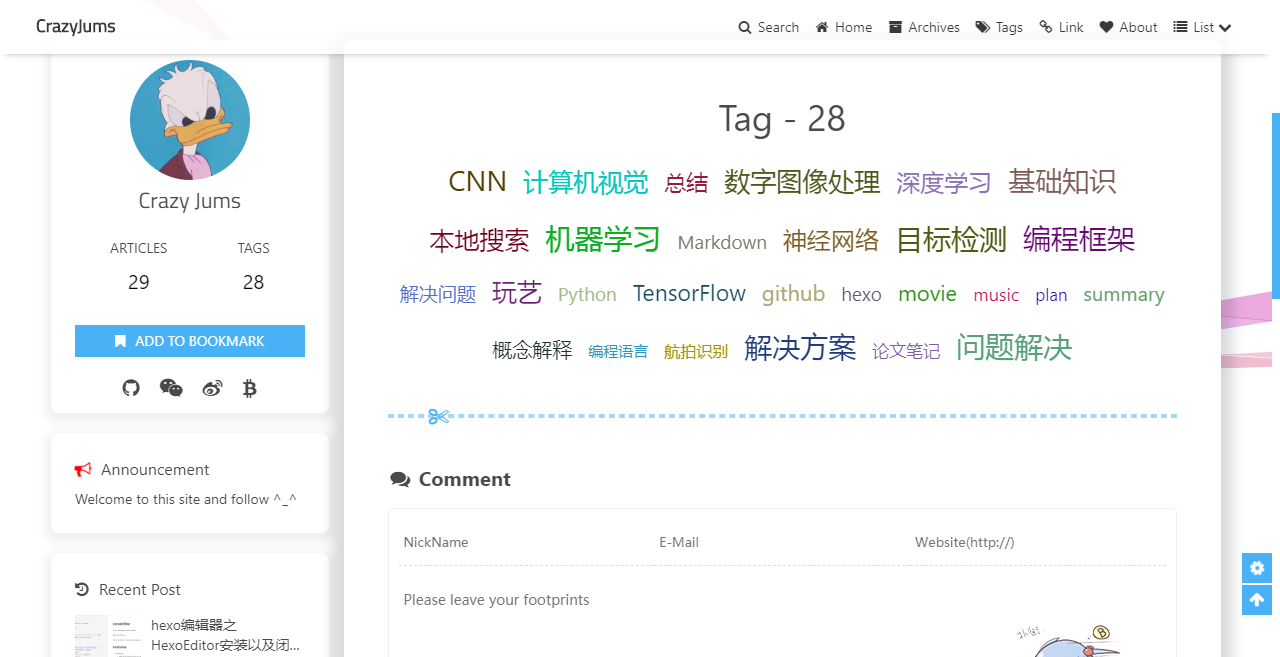 CrazyJums
Search Home Archives Tags Link About List
Crazy Jums
ARTICLES TAGS
29 28
ADD TO BOOKMARK
Announcement
Welcome to this site and follow ^_^
Recent Post
hexo编辑器之
HexoEditor安装以及闭...
Tag - 28
CNN 计算机视觉 总结 数字图像处理 深度学习 基础知识
本地搜索 机器学习 Markdown 神经网络 目标检测 编程框架
解决问题 玩艺 Python TensorFlow github hexo movie music plan summary
概念解释 编程语言 航拍识别 解决方案 论文笔记 问题解决
Comment
NickName E-Mail Website(http://)
Please leave your footprints